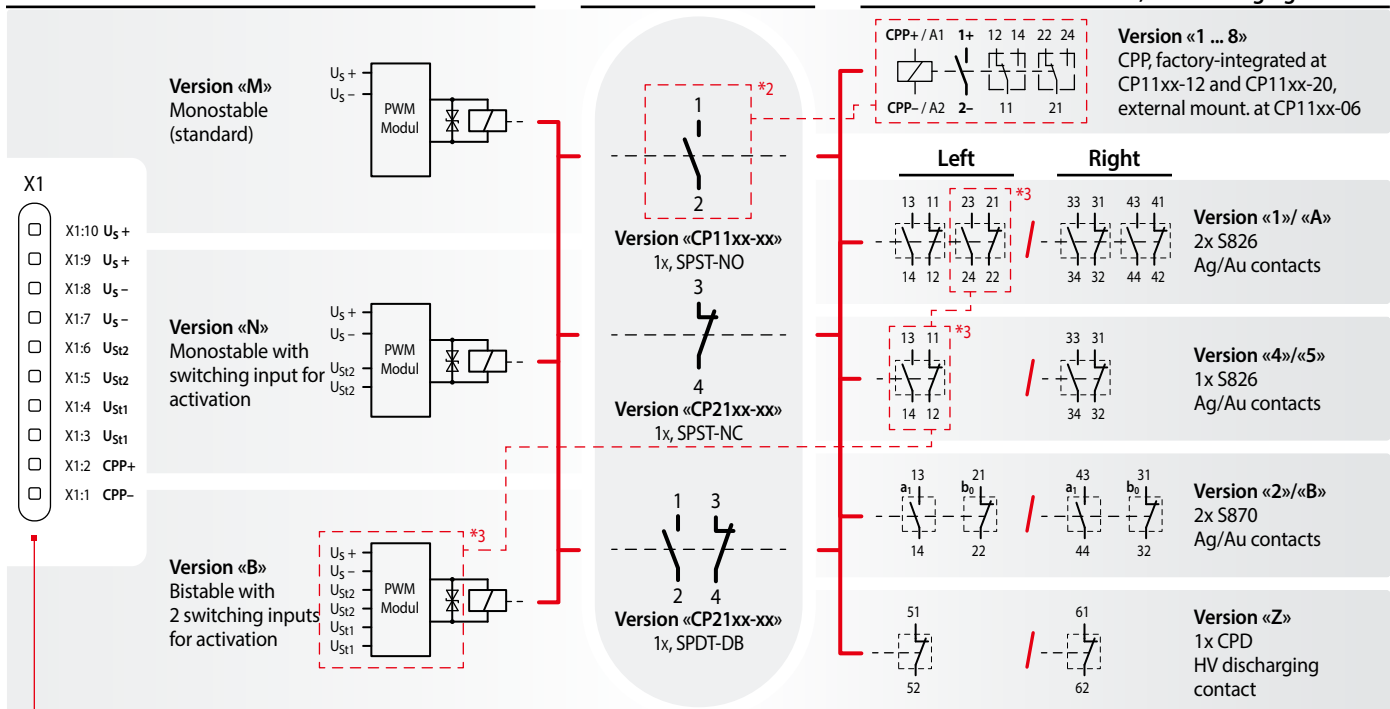 X1
X1:10 Us +
X1:9 Us +
X1:8 Us –
X1:7 Us –
X1:6 USt2
X1:5 USt2
X1:4 USt1
X1:3 USt1
X1:2 CPP+
X1:1 CPP–
Version «M»
Monostable
(standard)
Us +
Us –
PWM
Modul
Version «N»
Monostable with
switching input for
activation
Us +
Us –
USt2
USt2
PWM
Modul
Version «B»
Bistable with
2 switching inputs
for activation
*3
Us +
Us –
USt2
USt2
USt1
USt1
PWM
Modul
*2
1
2
Version «CP11xx-xx»
1x, SPST-NO
3
4
Version «CP21xx-xx»
1x, SPST-NC
1 3
2 4
Version «CP21xx-xx»
1x, SPDT-DB
CPP+ / A1 1+ 12 14 22 24
CPP– / A2 2– 11 21
Version «1 ... 8»
CPP, factory-integrated at
CP11xx-12 and CP11xx-20,
external mount. at CP11xx-06
Left Right
13 11 23 21 *3 33 31 43 41
14 12 24 22 34 32 44 42
Version «1»/ «A»
2x S826
Ag/Au contacts
13 11 *3 33 31
14 12 34 32
Version «4»/«5»
1x S826
Ag/Au contacts
13 21 43 31
a1 b0 a1 b0
14 22 44 32
Version «2»/«B»
2x S870
Ag/Au contacts
51 61
52 62
Version «Z»
1x CPD
HV discharging
contact